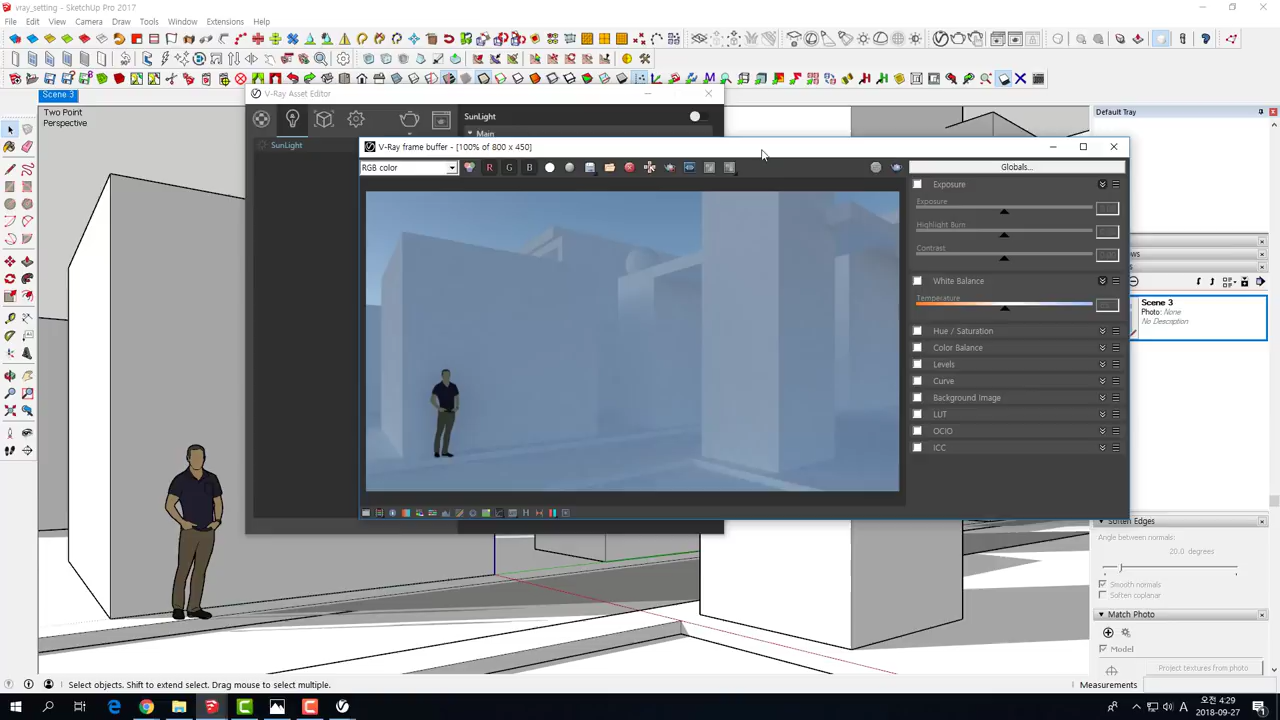 vray_setting - SketchUp Pro 2017
File Edit View Camera Draw Tools Window Extensions Help
Scene 3
Two Point
Perspective
V-Ray Asset Editor
SunLight
Main
SunLight
V-Ray frame buffer - [100% of 800 x 450]
RGB color
R G B
Globals...
Exposure
Exposure
Highlight Burn
Contrast
White Balance
Temperature
Hue / Saturation
Color Balance
Levels
Curve
Background Image
LUT
OCIO
ICC
Default Tray
Scene 3
Photo: None
No Description
Soften Edges
Angle between normals:
20.0 degrees
Smooth normals
Soften coplanar
Match Photo
Model
Project textures from photo
Select objects. Shift to extend select. Drag mouse to select multiple.
Measurements
오전 4:29
2018-09-27